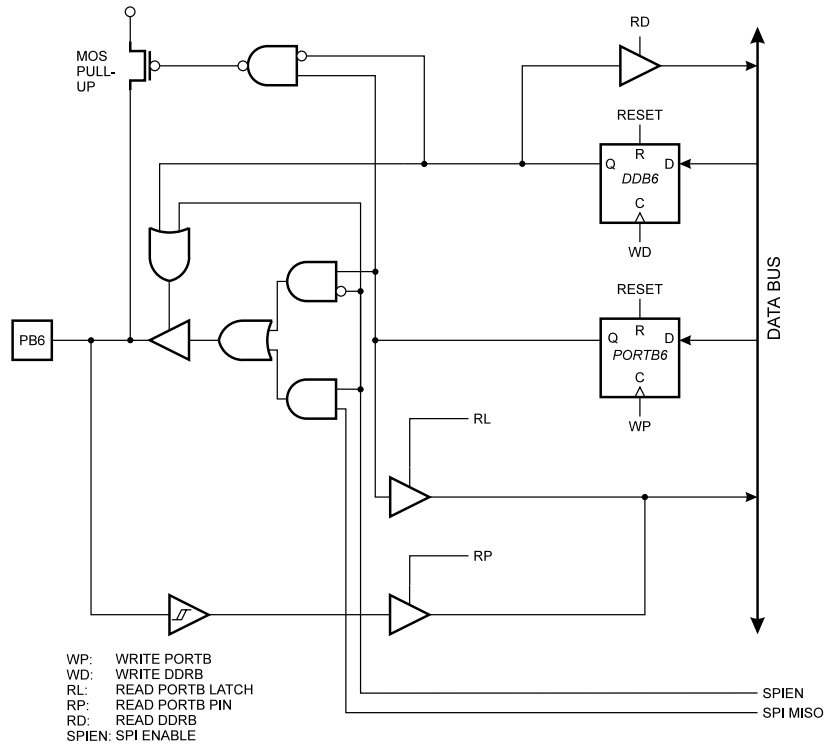 RD
MOS
PULL-
UP
RESET
R
Q D
DDB6
C
WD
RESET
R
PB6
Q D
PORTB6
C
WP
DATA BUS
RL
RP
WP: WRITE PORTB
WD: WRITE DDRB
RL: READ PORTB LATCH
RP: READ PORTB PIN
RD: READ DDRB
SPIEN: SPI ENABLE
SPIEN
SPI MISO